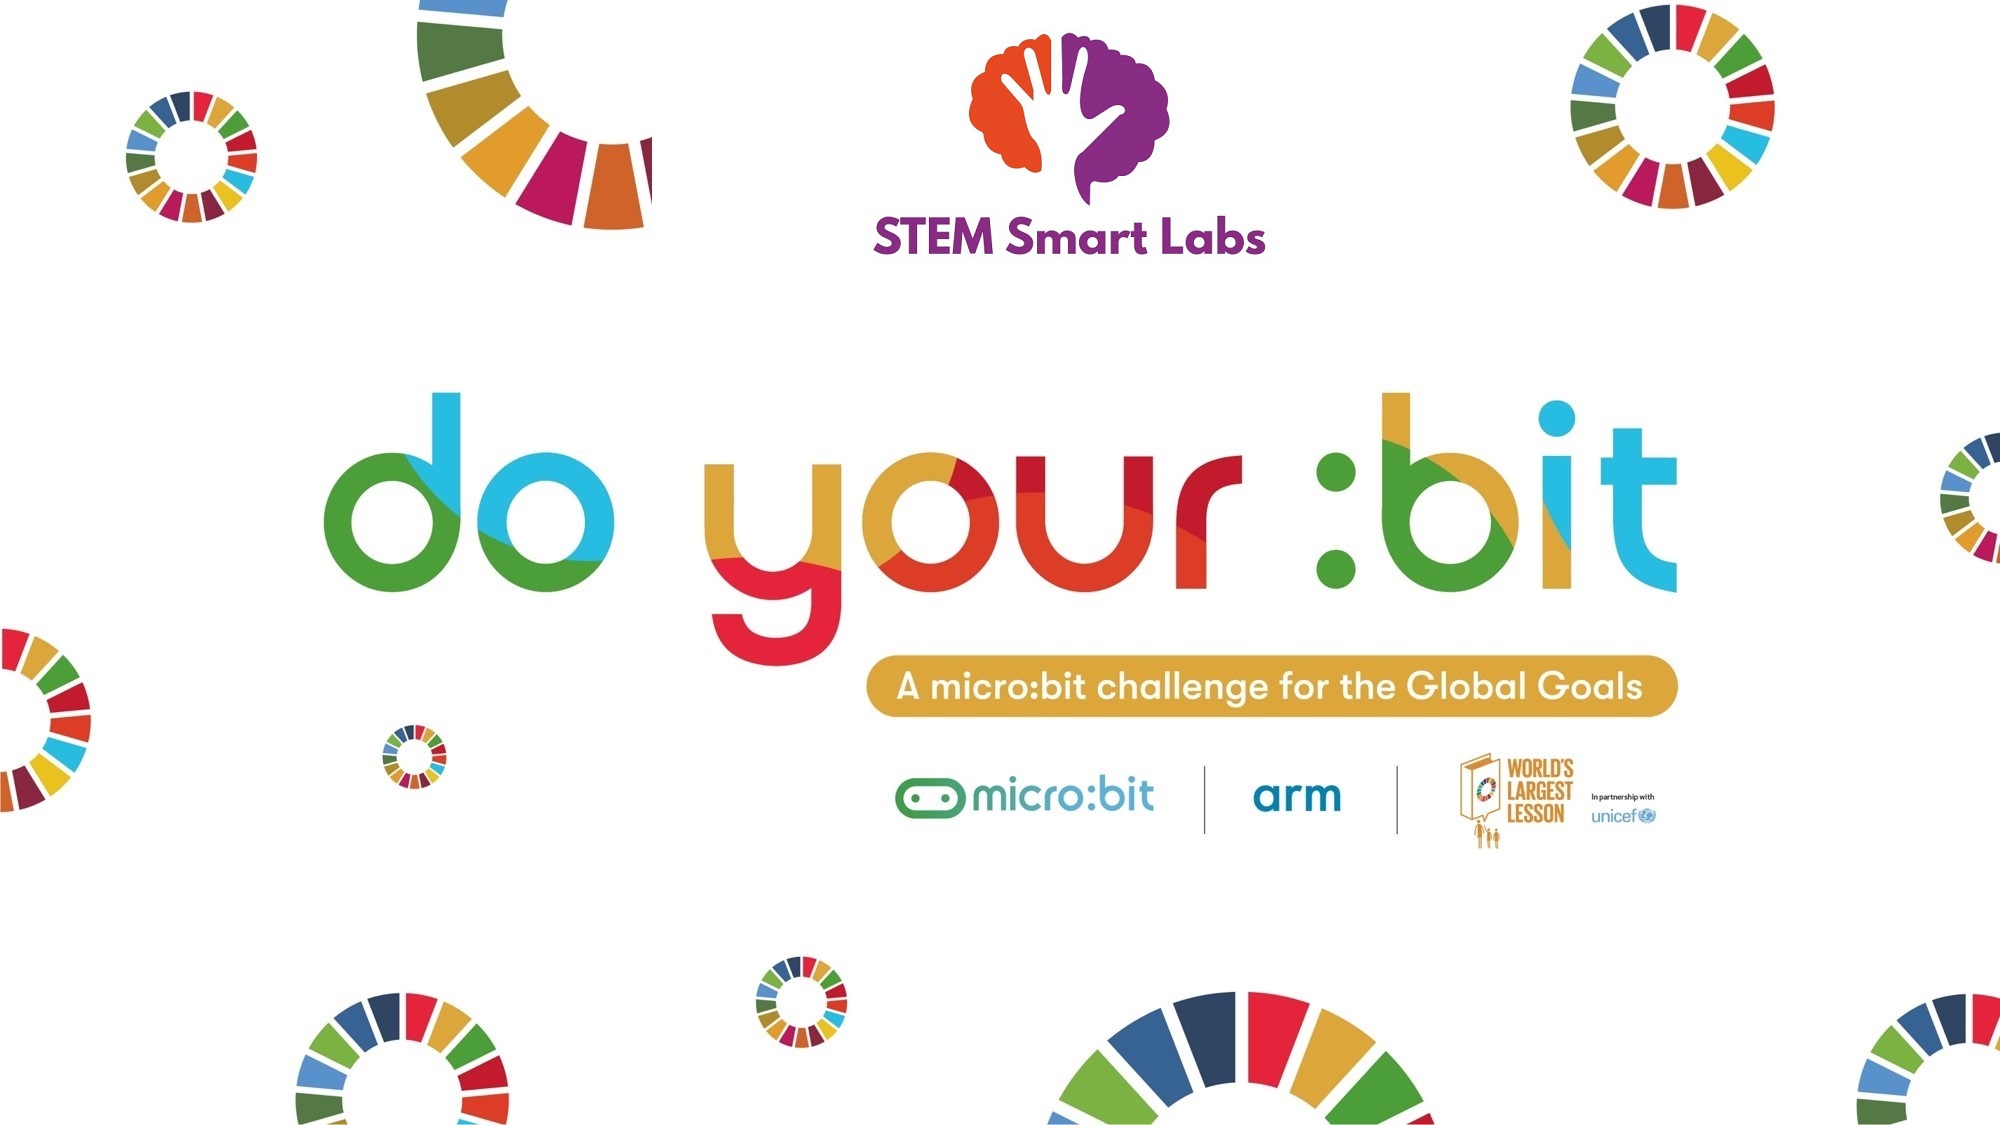 STEM Smart Labs
do your :bit
A micro:bit challenge for the Global Goals
micro:bit
arm
WORLD'S
LARGEST
LESSON
In partnership with
unicef